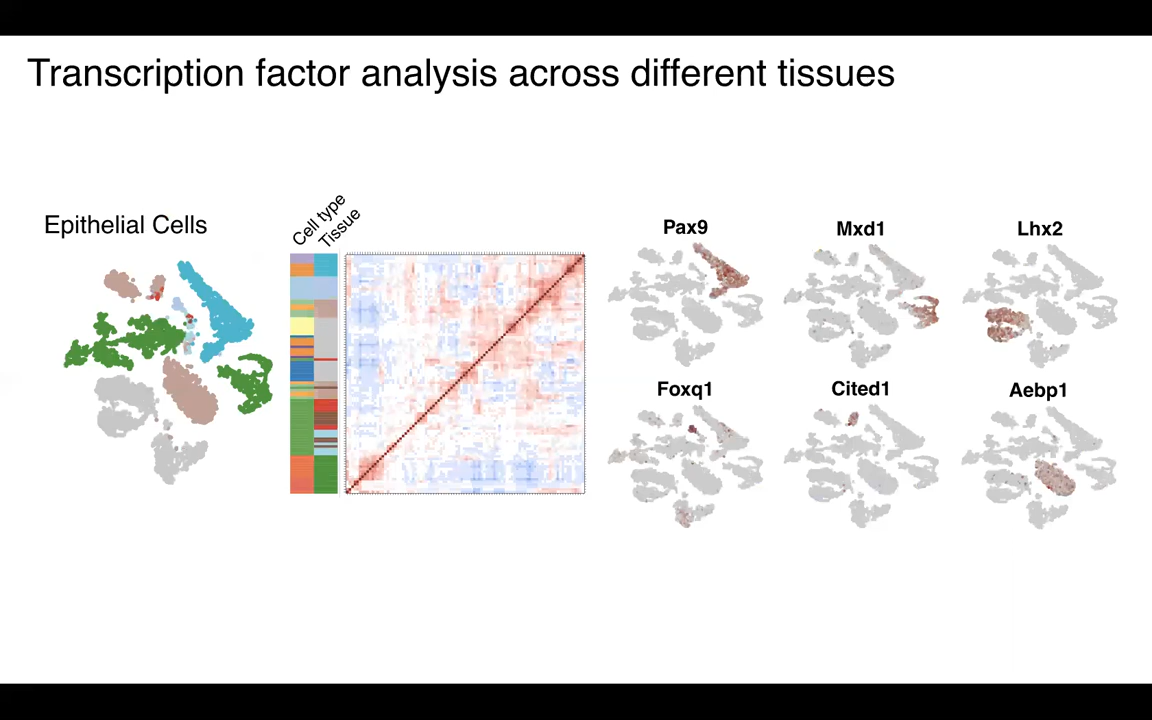 Transcription factor analysis across different tissues
Epithelial Cells
Cell type
Tissue
Pax9
Mxd1
Lhx2
Foxq1
Cited1
Aebp1